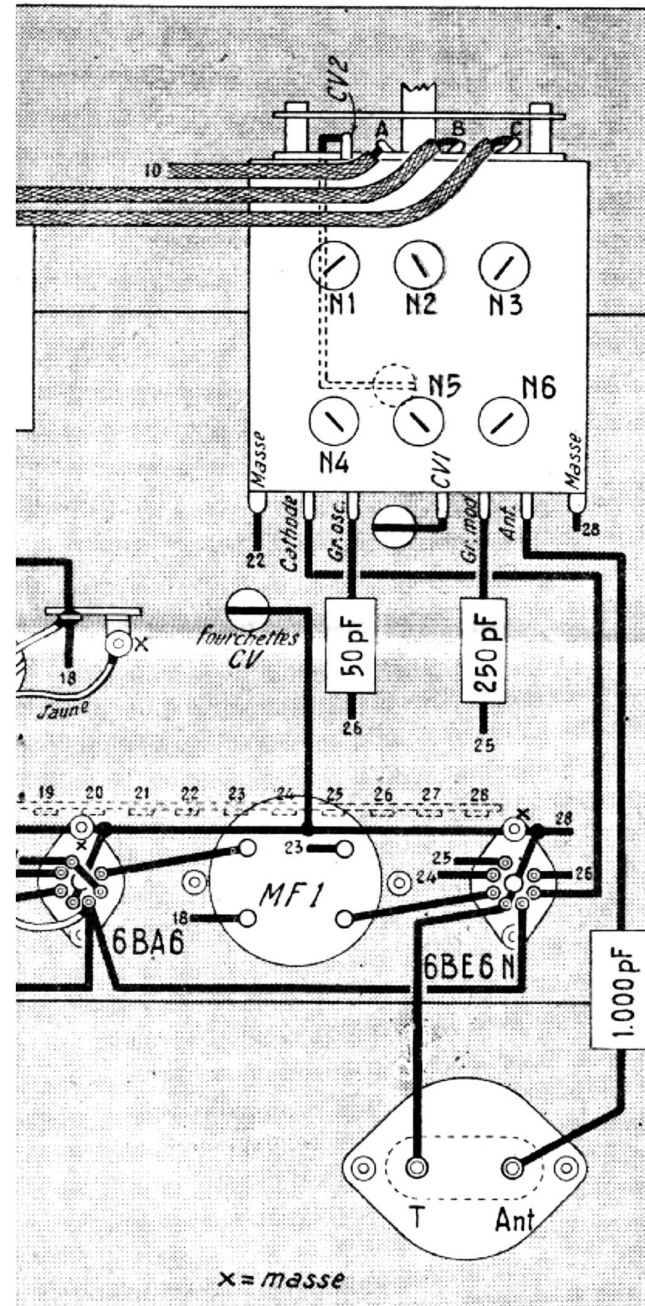 CV2
A B C
10
N1 N2 N3
N5 N6
N4
Masse
Cathode
Gr.osc.
CV1
Gr.mod.
Ant.
Masse
22
28
fourchettes
CV
50 pF
250 pF
x
18
Jaune
26
25
19 20 21 22 23 24 25 26 27 28
x
x
28
23
25
24
26
MF1
18
6BA6
6BE6 N
1.000pF
T Ant.
x = masse